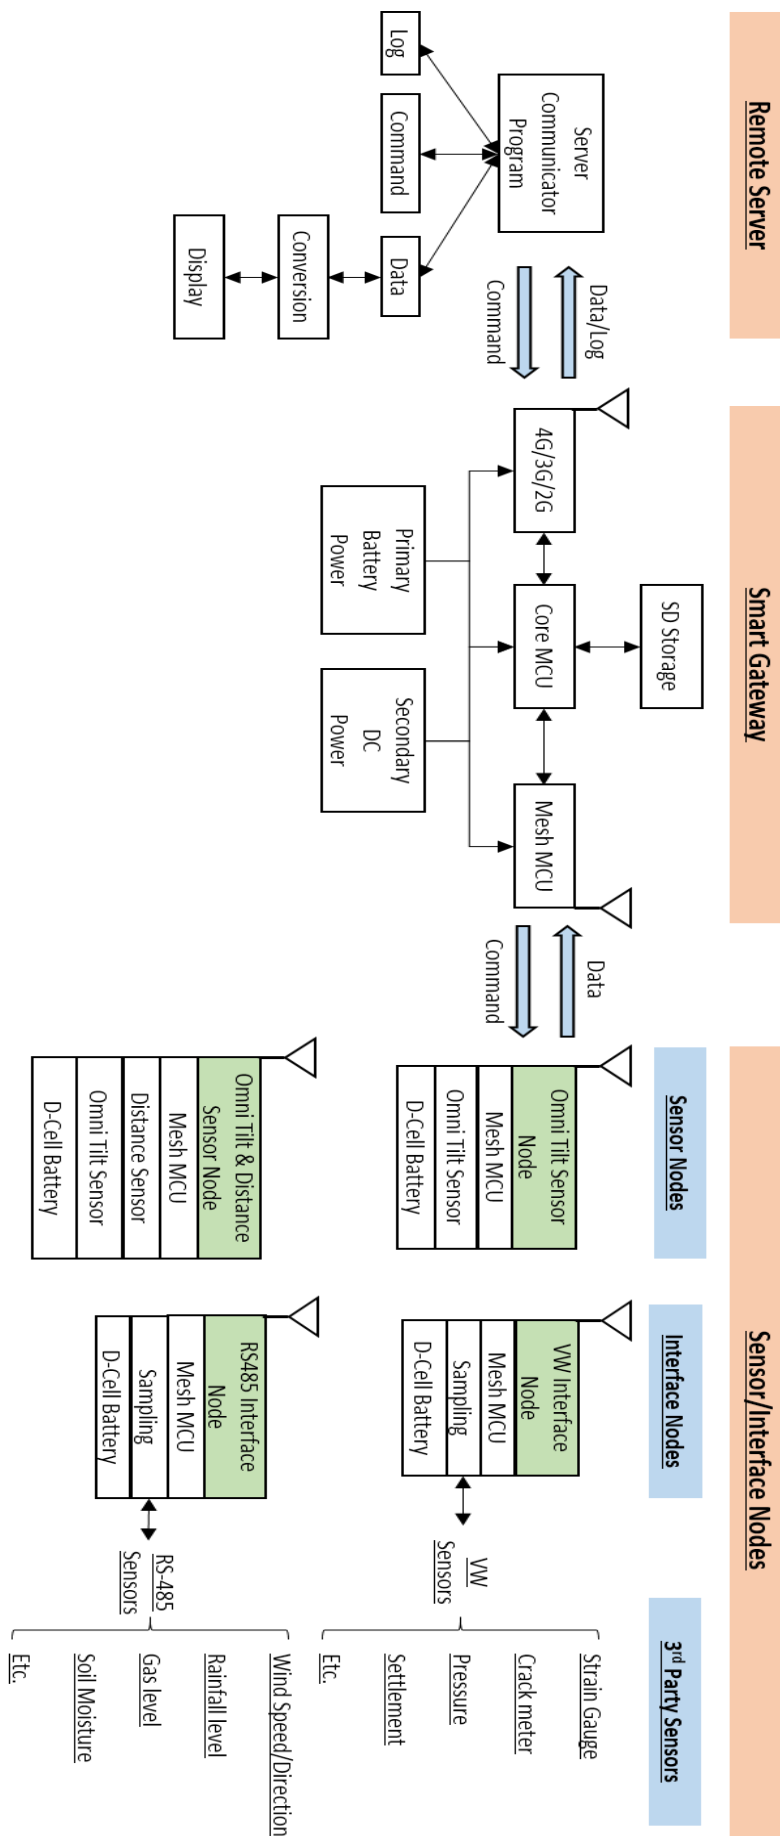 Remote Server
Server
Communicator
Program
Log
Command
Data
Conversion
Display
Data/Log
Command
Smart Gateway
SD Storage
4G/3G/2G
Core MCU
Mesh MCU
Primary
Battery
Power
Secondary
DC
Power
Data
Command
Sensor/Interface Nodes
Sensor Nodes
Omni Tilt Sensor
Node
Mesh MCU
Omni Tilt Sensor
D-Cell Battery
Omni Tilt & Distance
Sensor Node
Mesh MCU
Distance Sensor
Omni Tilt Sensor
D-Cell Battery
Interface Nodes
VW Interface
Node
Mesh MCU
Sampling
D-Cell Battery
RS485 Interface
Node
Mesh MCU
Sampling
D-Cell Battery
3rd Party Sensors
VW
Sensors
Strain Gauge
Crack meter
Pressure
Settlement
Etc.
RS-485
Sensors
Wind Speed/Direction
Rainfall level
Gas level
Soil Moisture
Etc.